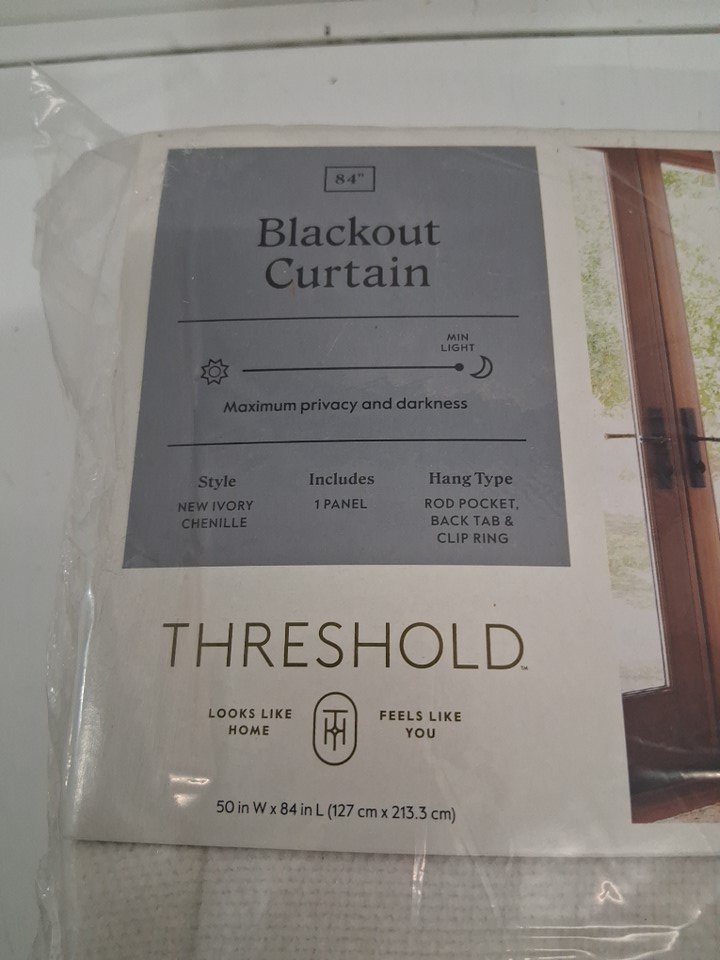 84"
Blackout
Curtain
MIN
LIGHT
Maximum privacy and darkness
Style
NEW IVORY
CHENILLE
Includes
1 PANEL
Hang Type
ROD POCKET,
BACK TAB &
CLIP RING
THRESHOLD™
LOOKS LIKE
HOME
TH
FEELS LIKE
YOU
50 in W x 84 in L (127 cm x 213.3 cm)